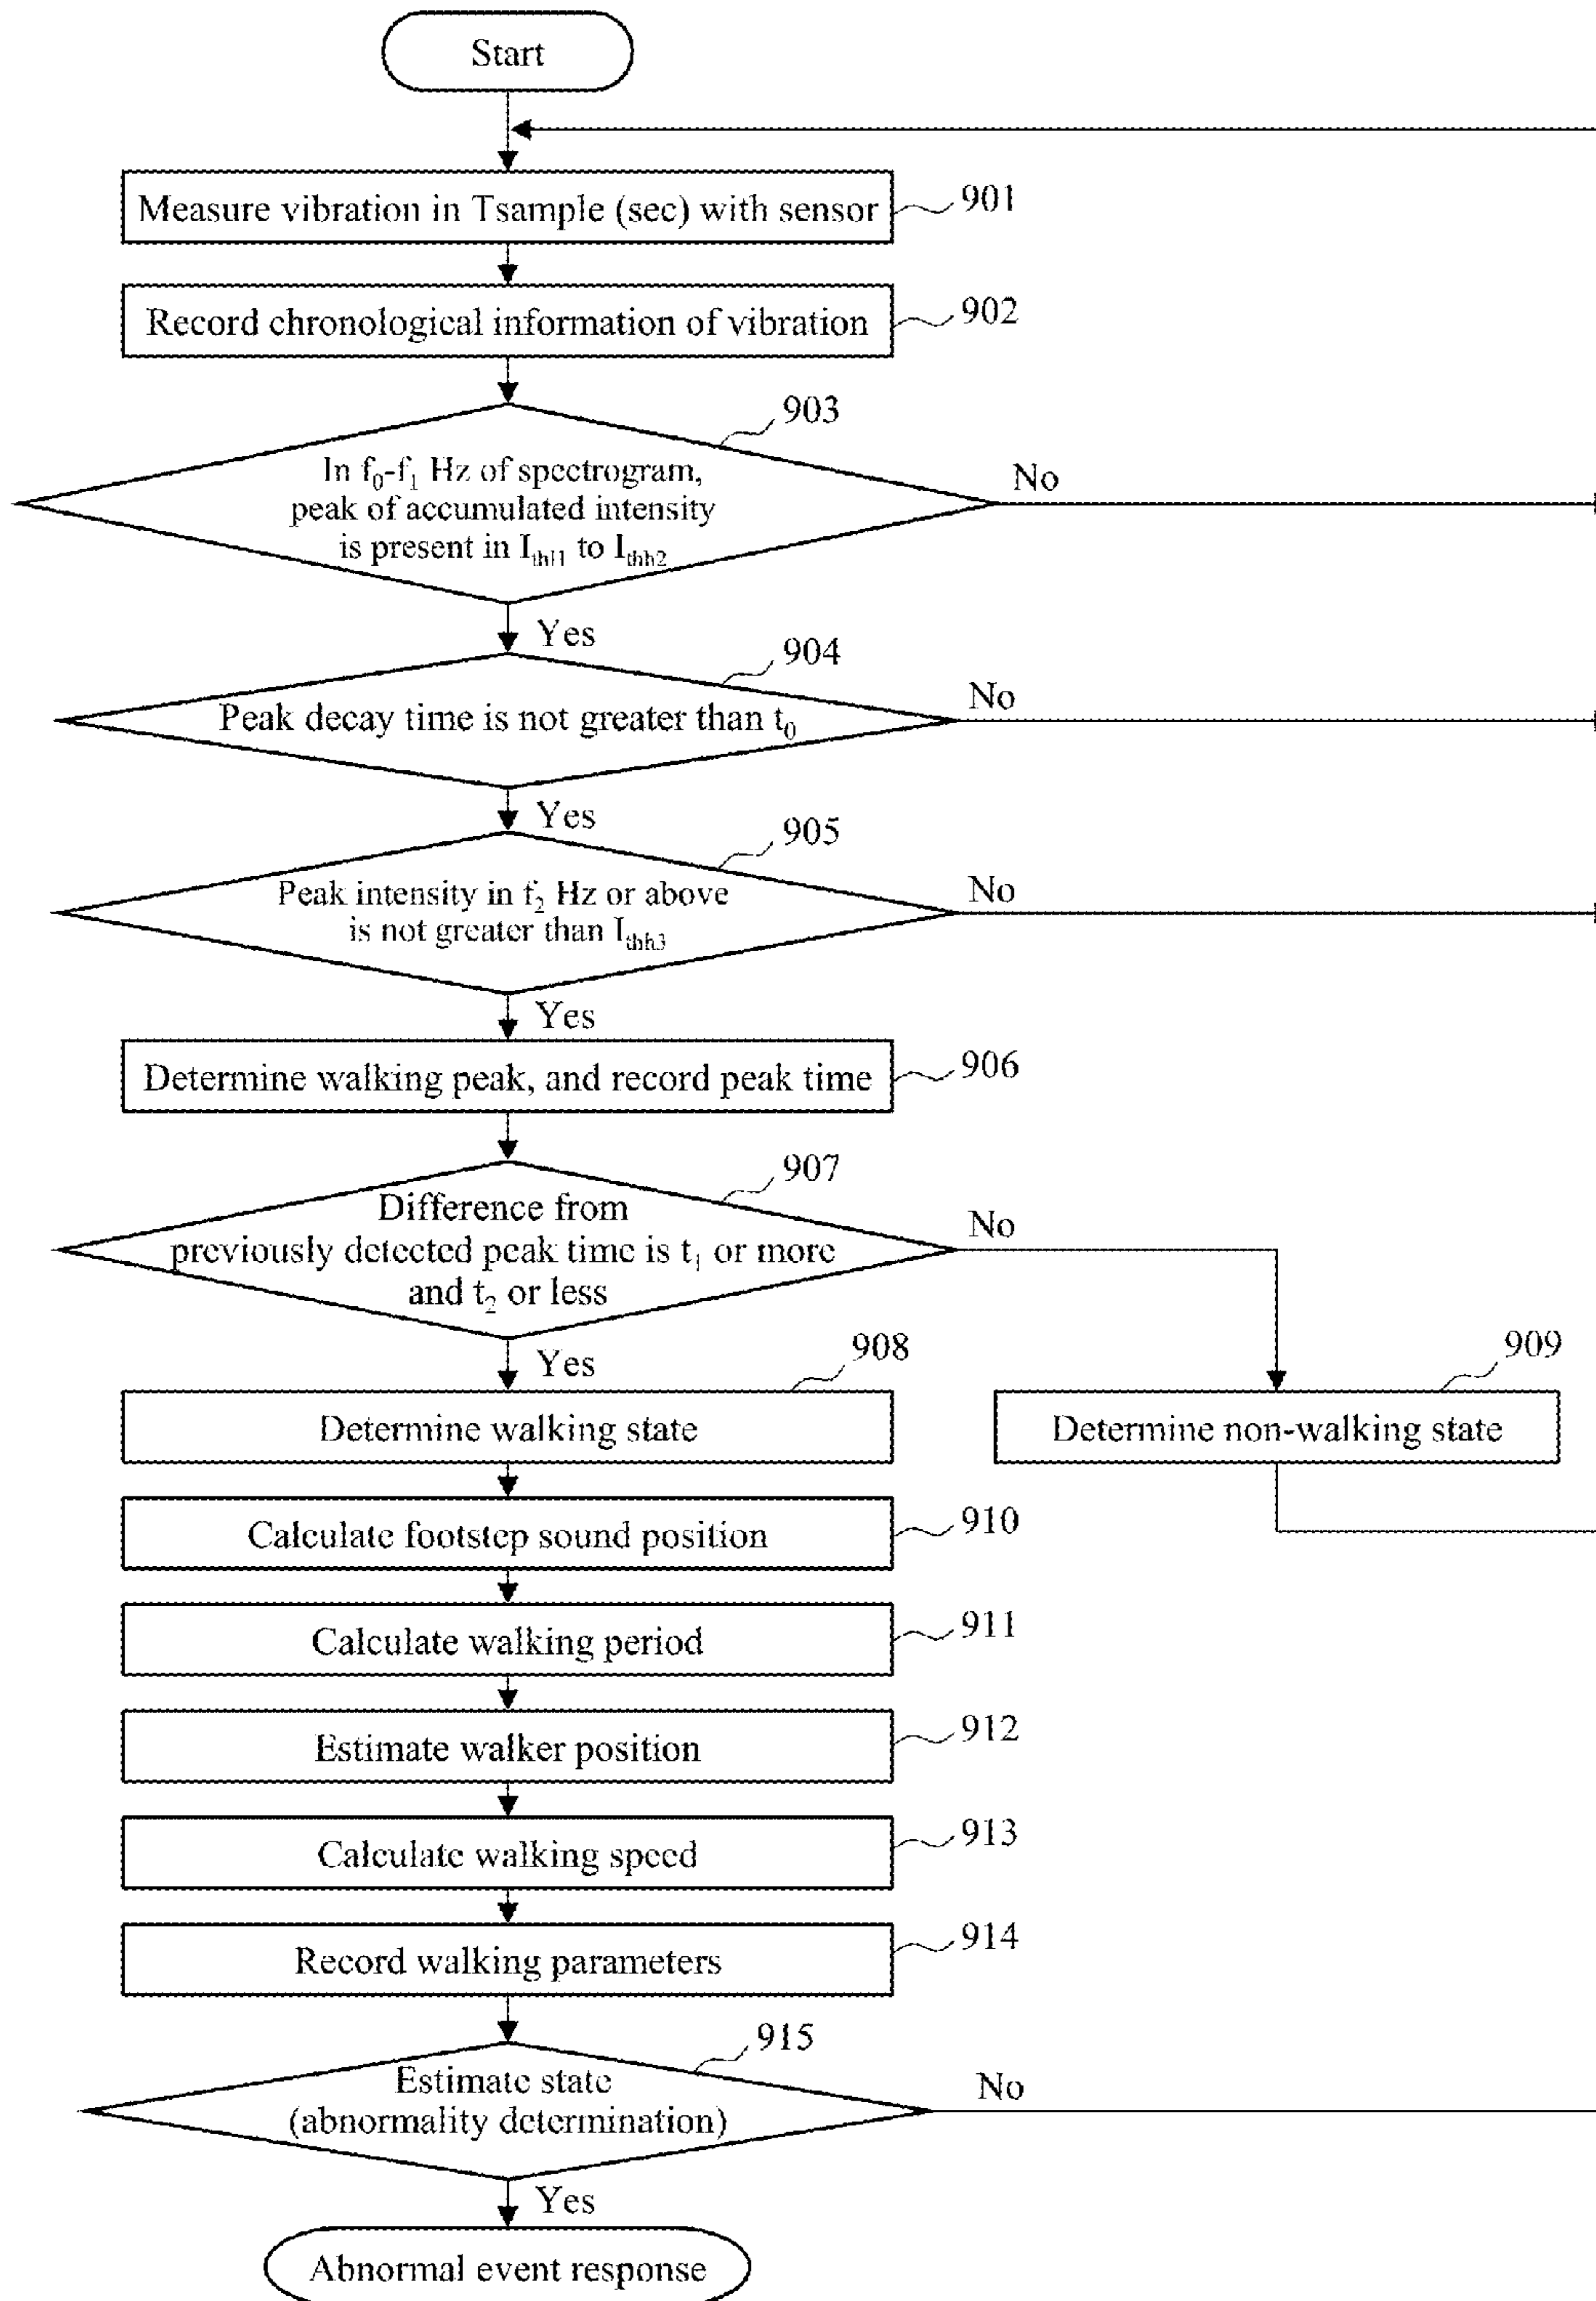 Start
Measure vibration in Tsample (sec) with sensor
901
Record chronological information of vibration
902
903
In f₀-f₁ Hz of spectrogram,
peak of accumulated intensity
is present in Iₜₕₗ₁ to Iₜₕₕ₂
No
Yes
904
Peak decay time is not greater than t₀
No
Yes
905
Peak intensity in f₂ Hz or above
is not greater than Iₜₕₕ₃
No
Yes
Determine walking peak, and record peak time
906
907
Difference from
previously detected peak time is t₁ or more
and t₂ or less
No
Yes
908
Determine walking state
909
Determine non-walking state
Calculate footstep sound position
910
Calculate walking period
911
Estimate walker position
912
Calculate walking speed
913
Record walking parameters
914
915
Estimate state
(abnormality determination)
No
Yes
Abnormal event response